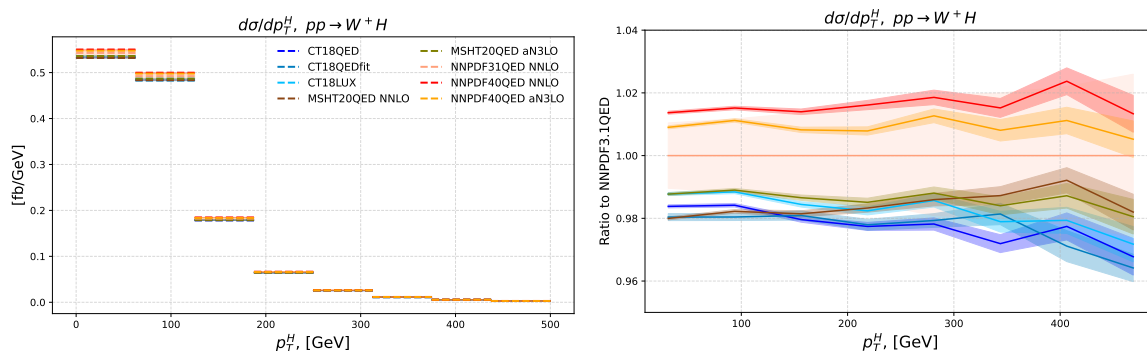 dσ/dp_T^H, pp → W⁺H
[fb/GeV]
0.5
0.4
0.3
0.2
0.1
0.0
CT18QED
CT18QEDfit
CT18LUX
MSHT20QED NNLO
MSHT20QED aN3LO
NNPDF31QED NNLO
NNPDF40QED NNLO
NNPDF40QED aN3LO
0 100 200 300 400 500
p_T^H, [GeV]
dσ/dp_T^H, pp → W⁺H
Ratio to NNPDF3.1QED
1.04
1.02
1.00
0.98
0.96
100 200 300 400
p_T^H, [GeV]